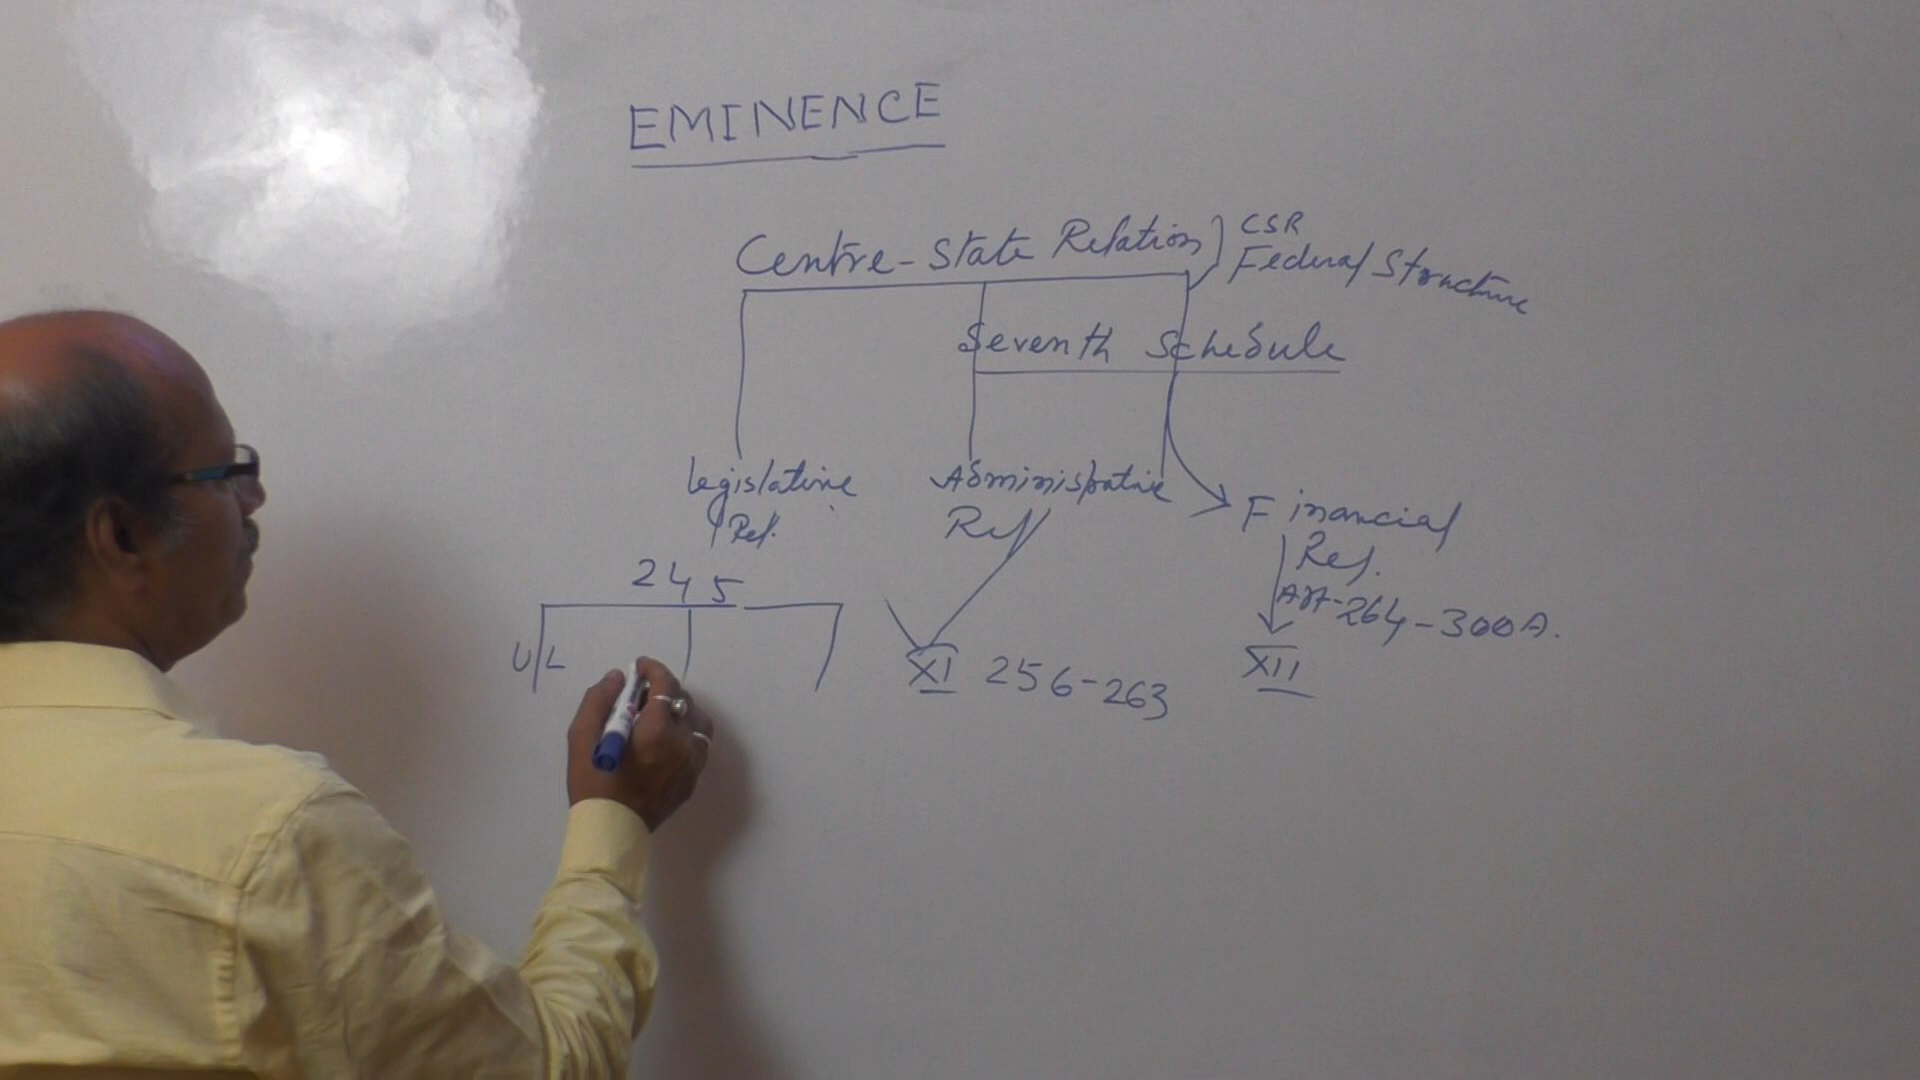 EMINENCE
Centre-State Relation) CSR
Federal Structure
Seventh Schedule
Legislative
Rel.
Administrative
Rel
Financial
Rel.
Art-264-300A.
245
U L
XI 256-263
XII